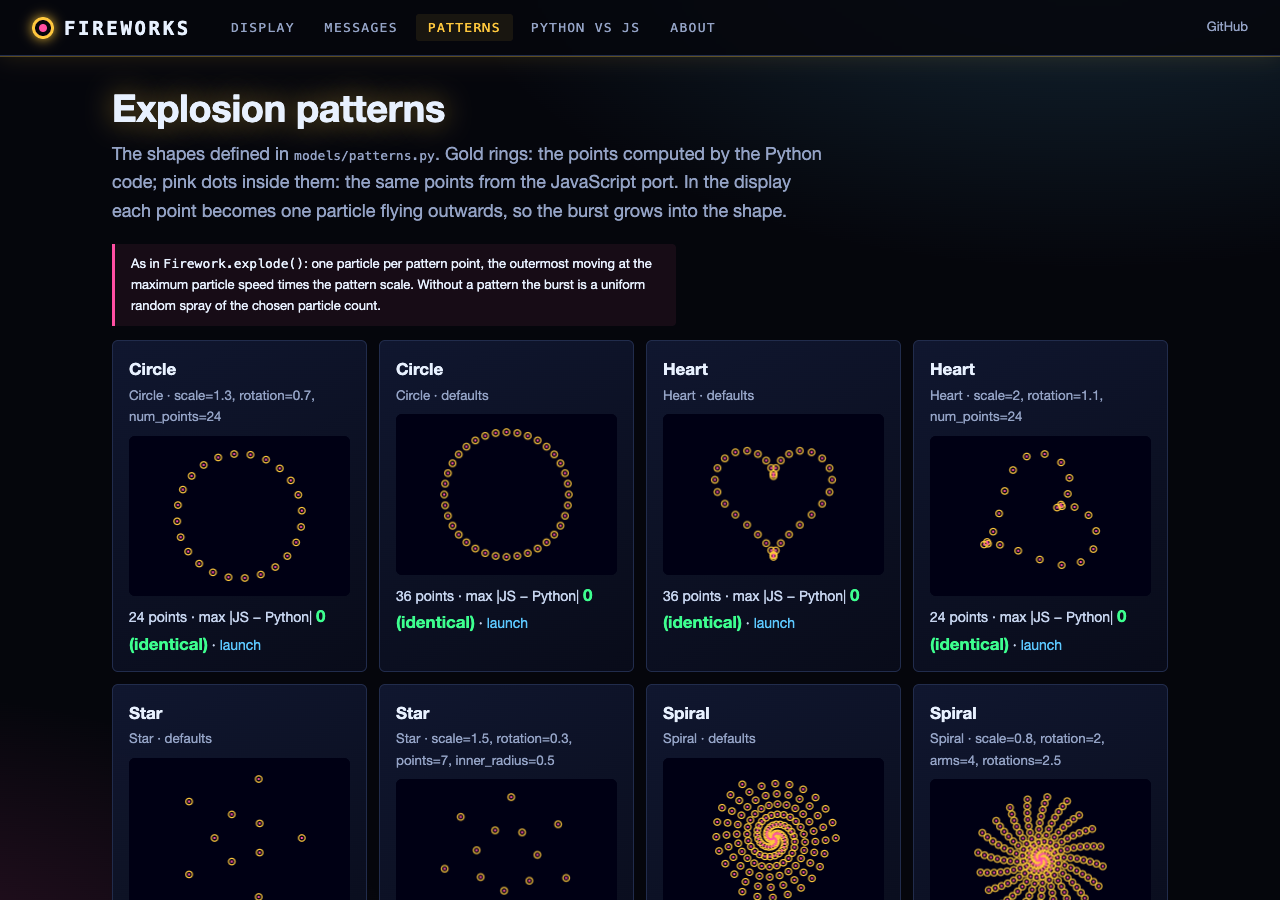 FIREWORKS DISPLAY MESSAGES PATTERNS PYTHON VS JS ABOUT GitHub
Explosion patterns
The shapes defined in models/patterns.py. Gold rings: the points computed by the Python
code; pink dots inside them: the same points from the JavaScript port. In the display
each point becomes one particle flying outwards, so the burst grows into the shape.
As in Firework.explode(): one particle per pattern point, the outermost moving at the
maximum particle speed times the pattern scale. Without a pattern the burst is a uniform
random spray of the chosen particle count.
Circle
Circle · scale=1.3, rotation=0.7,
num_points=24
24 points · max |JS − Python| 0
(identical) · launch
Circle
Circle · defaults
36 points · max |JS − Python| 0
(identical) · launch
Heart
Heart · defaults
36 points · max |JS − Python| 0
(identical) · launch
Heart
Heart · scale=2, rotation=1.1,
num_points=24
24 points · max |JS − Python| 0
(identical) · launch
Star
Star · defaults
Star
Star · scale=1.5, rotation=0.3,
points=7, inner_radius=0.5
Spiral
Spiral · defaults
Spiral
Spiral · scale=0.8, rotation=2,
arms=4, rotations=2.5